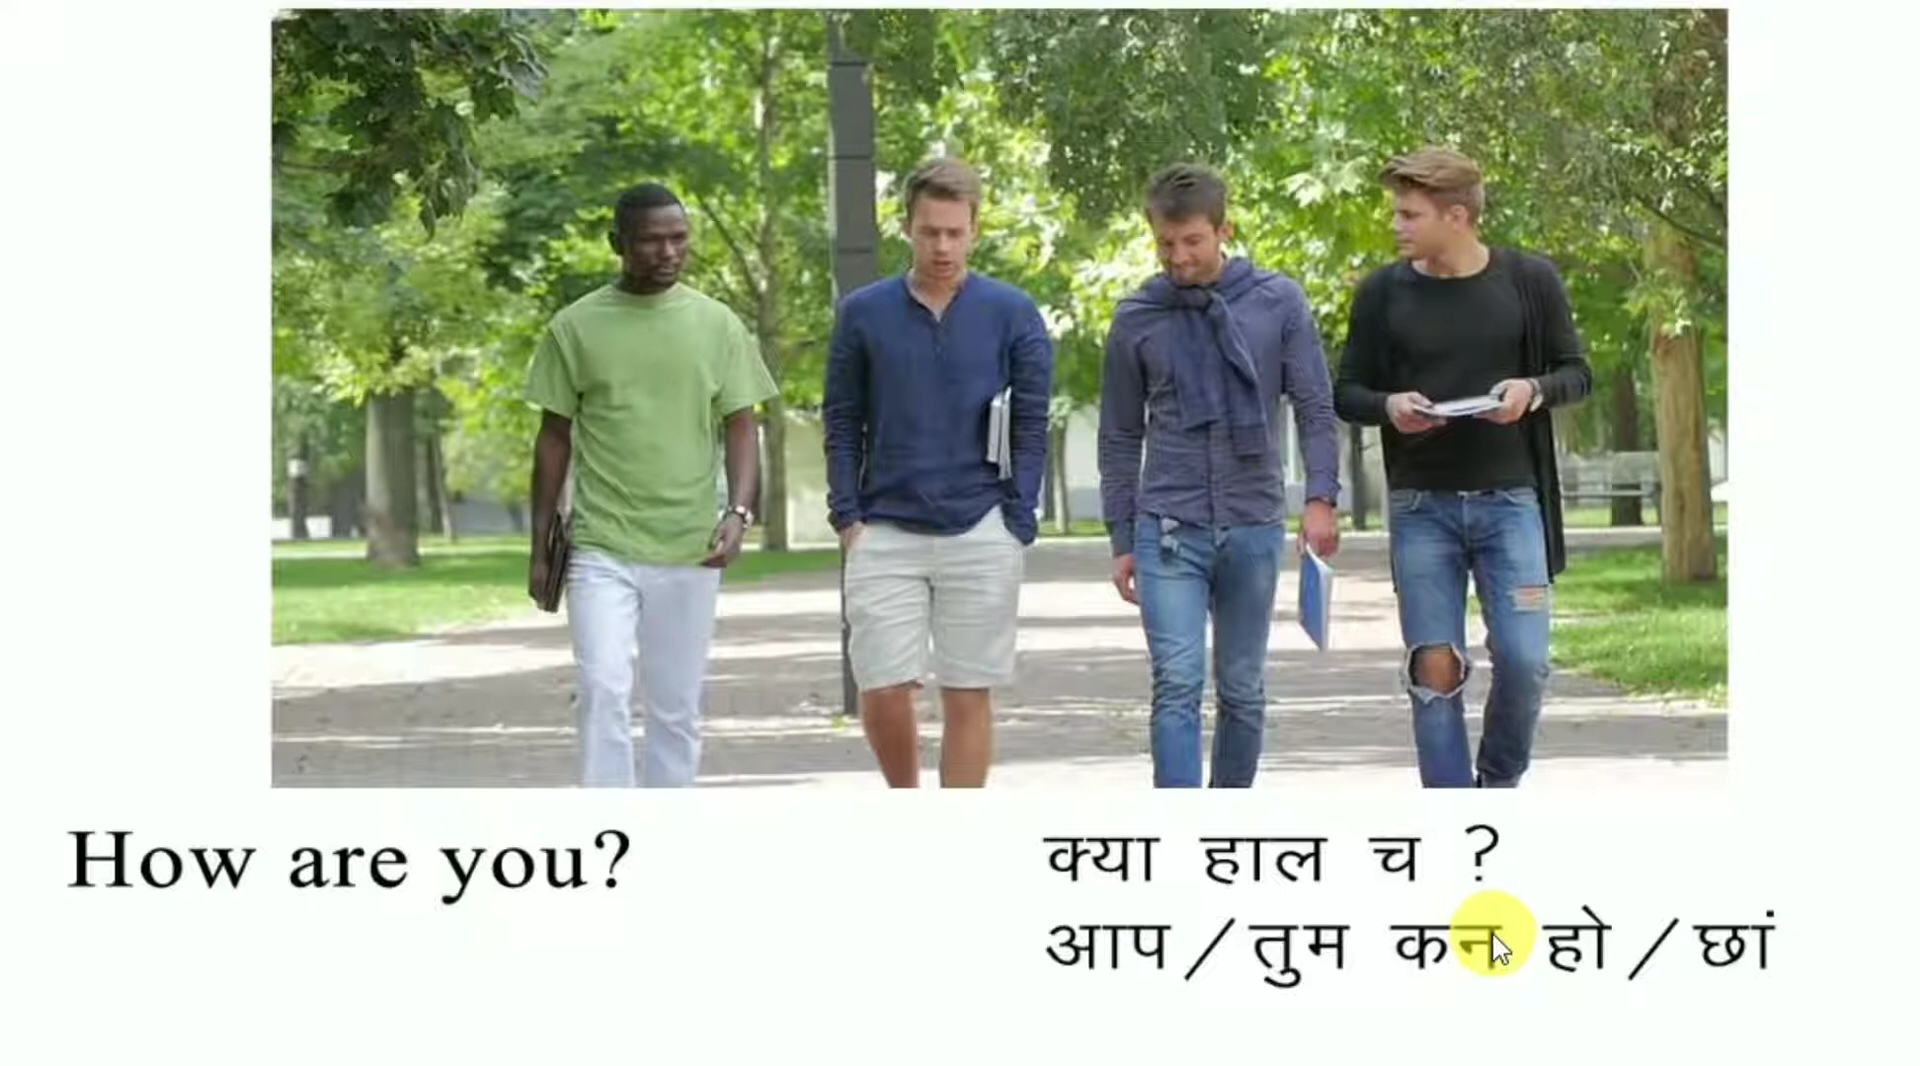 How are you?
क्या हाल च ?
आप / तुम कन हो / छां